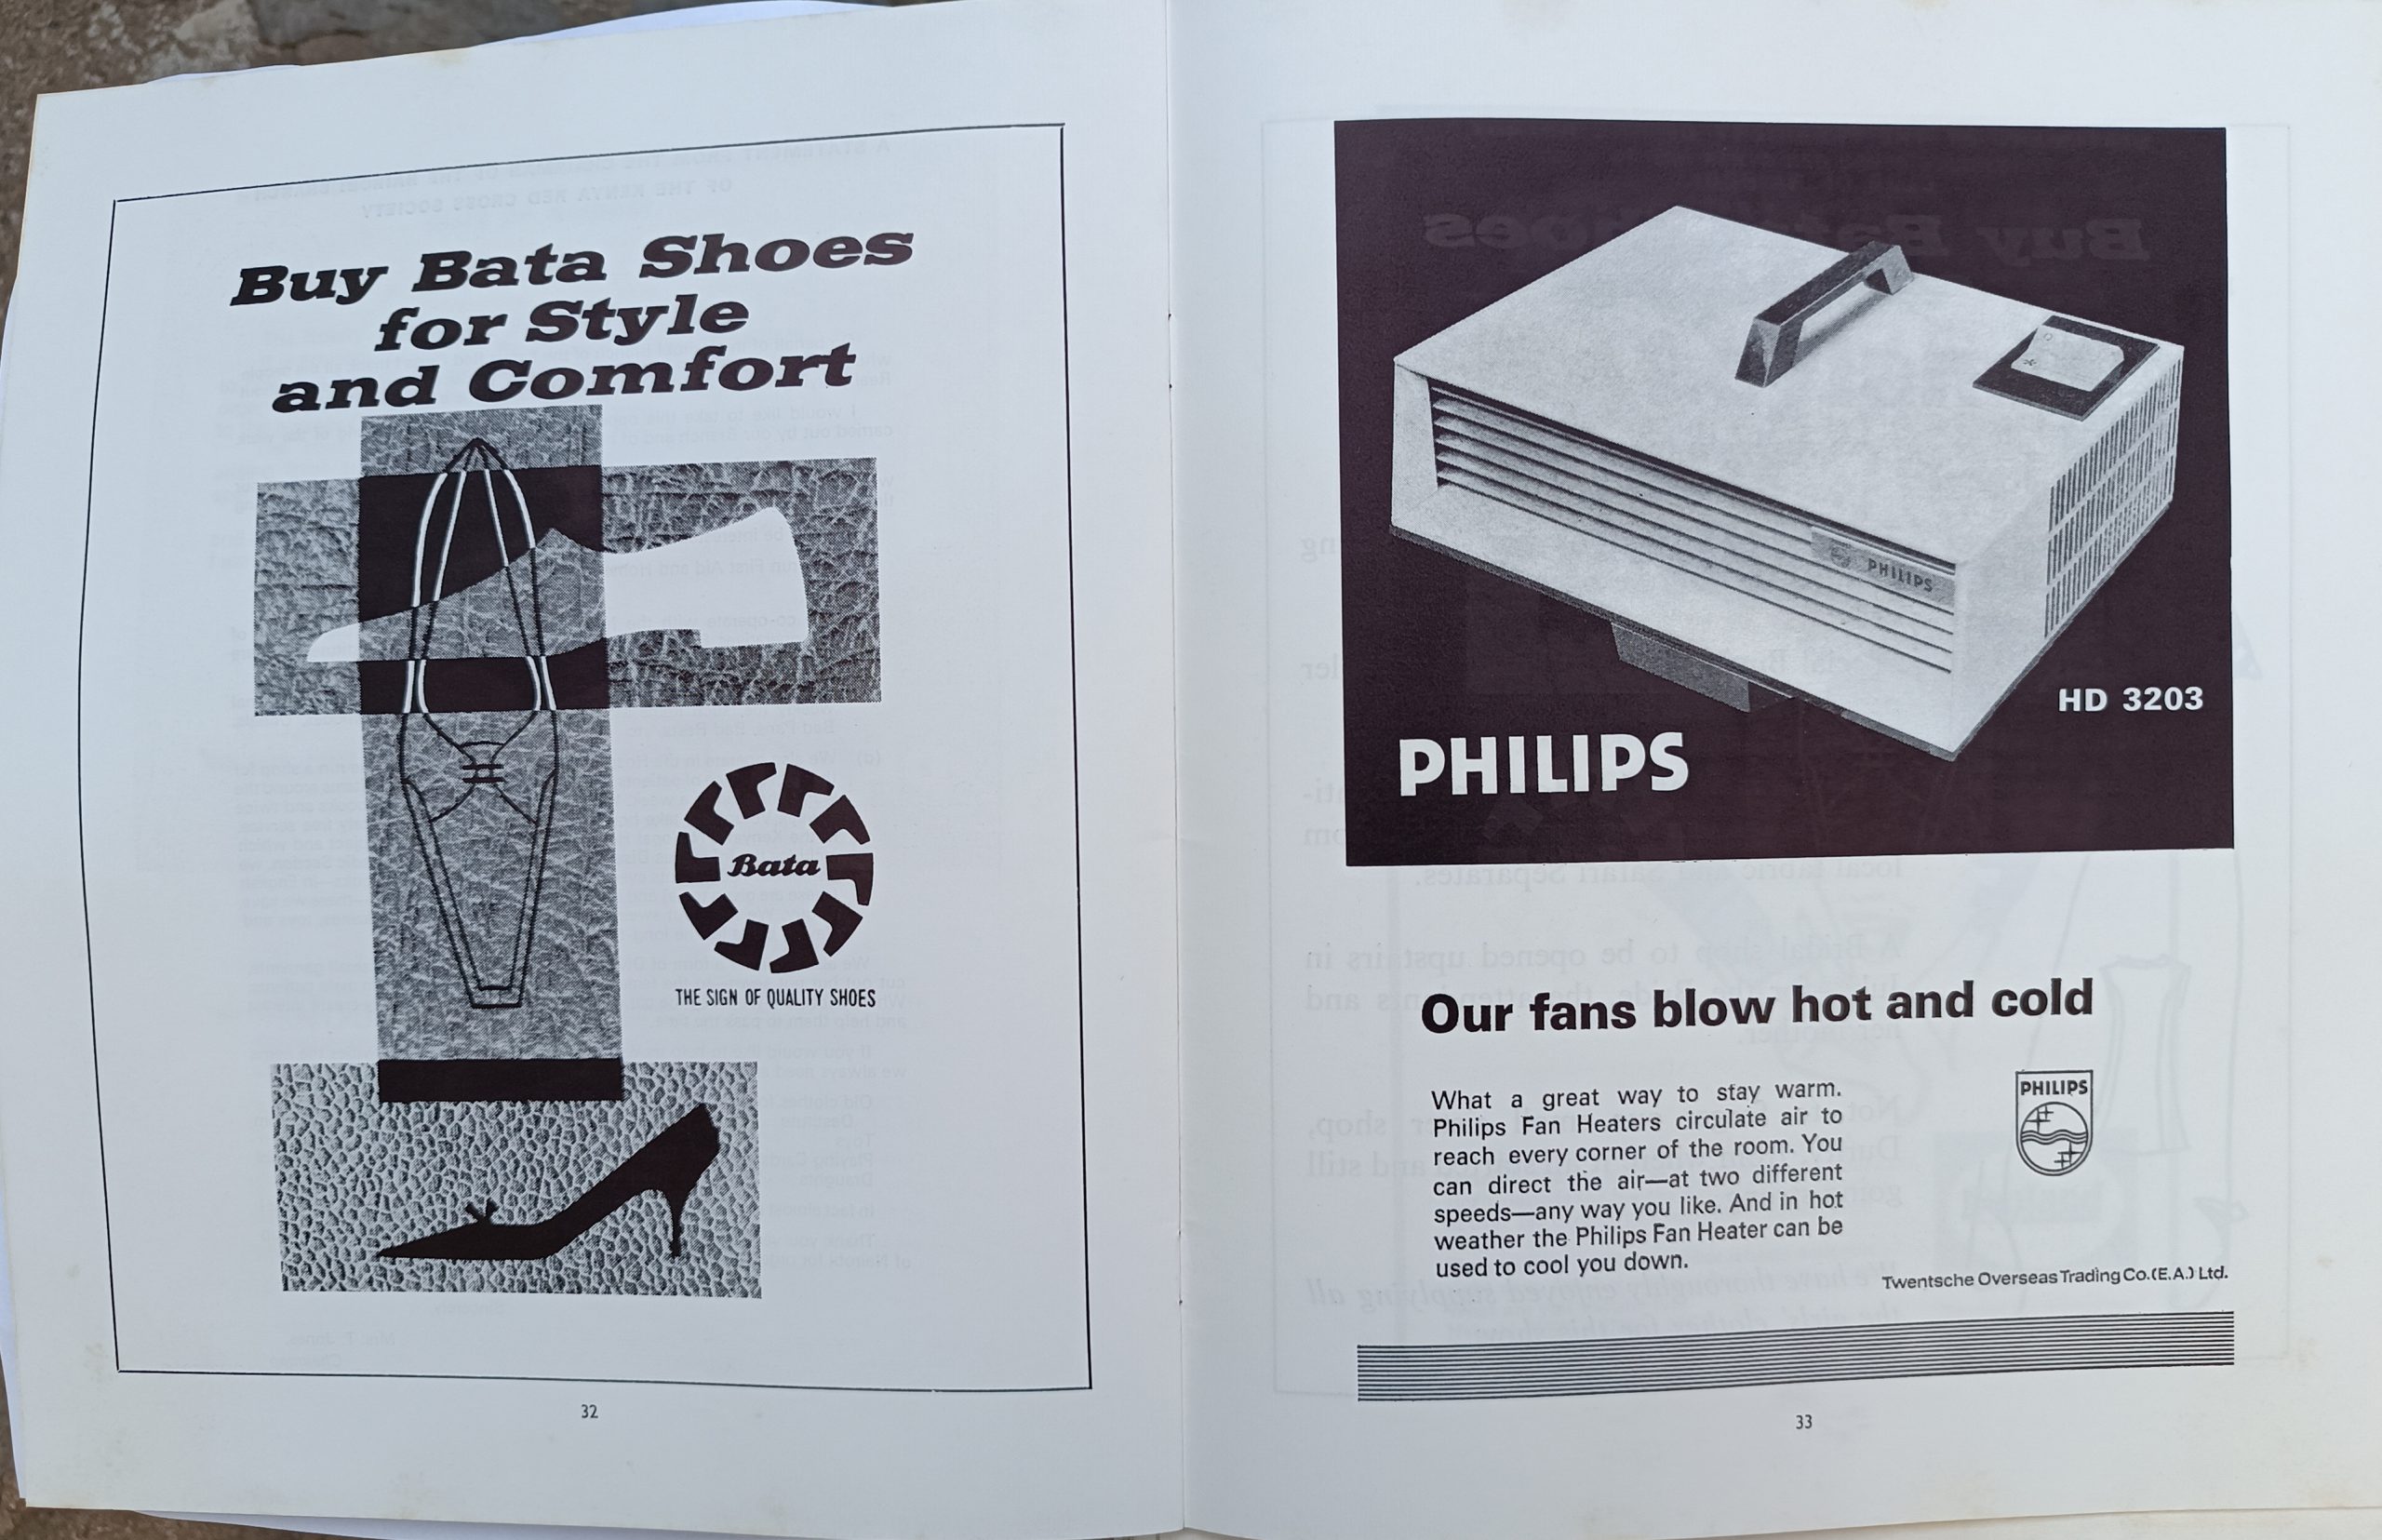 Buy Bata Shoes
for Style
and Comfort
Bata
THE SIGN OF QUALITY SHOES
32
PHILIPS
HD 3203
PHILIPS
Our fans blow hot and cold
What a great way to stay warm.
Philips Fan Heaters circulate air to
reach every corner of the room. You
can direct the air—at two different
speeds—any way you like. And in hot
weather the Philips Fan Heater can be
used to cool you down.
PHILIPS
Twentsche Overseas Trading Co. (E.A.) Ltd.
33